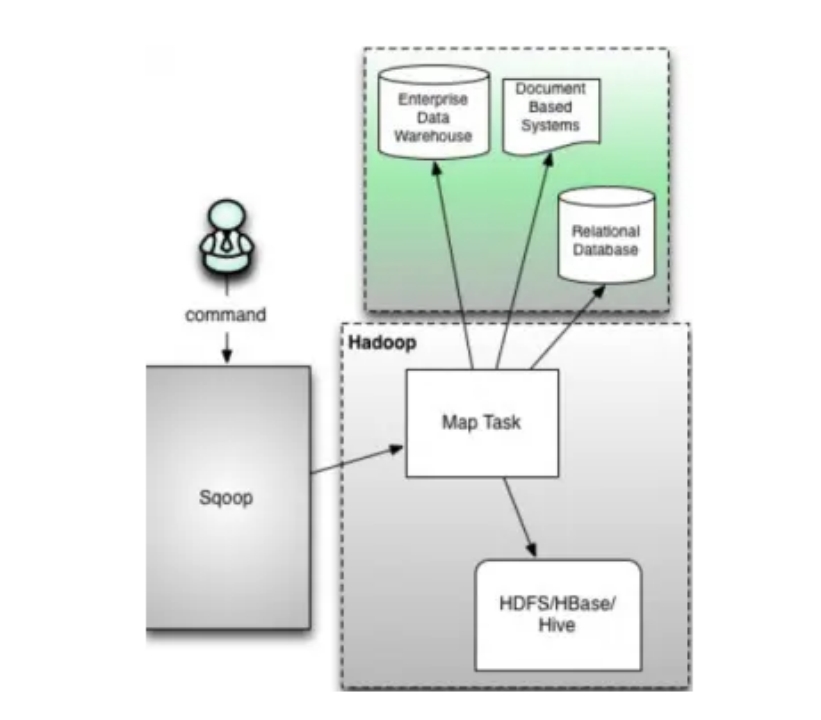 Enterprise
Data
Warehouse
Document
Based
Systems
Relational
Database
command
Hadoop
Map Task
Sqoop
HDFS/HBase/
Hive